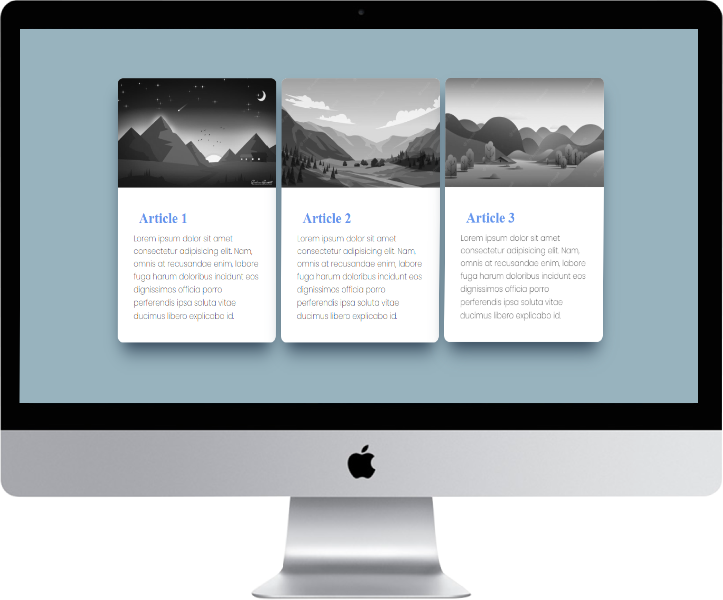 Article 1
Lorem ipsum dolor sit amet
consectetur adipisicing elit. Nam,
omnis at recusandae enim, labore
fuga harum doloribus incidunt eos
dignissimos officia porro
perferendis ipsa soluta vitae
ducimus libero explicabo id.
Article 2
Lorem ipsum dolor sit amet
consectetur adipisicing elit. Nam,
omnis at recusandae enim, labore
fuga harum doloribus incidunt eos
dignissimos officia porro
perferendis ipsa soluta vitae
ducimus libero explicabo id.
Article 3
Lorem ipsum dolor sit amet
consectetur adipisicing elit. Nam,
omnis at recusandae enim, labore
fuga harum doloribus incidunt eos
dignissimos officia porro
perferendis ipsa soluta vitae
ducimus libero explicabo id.